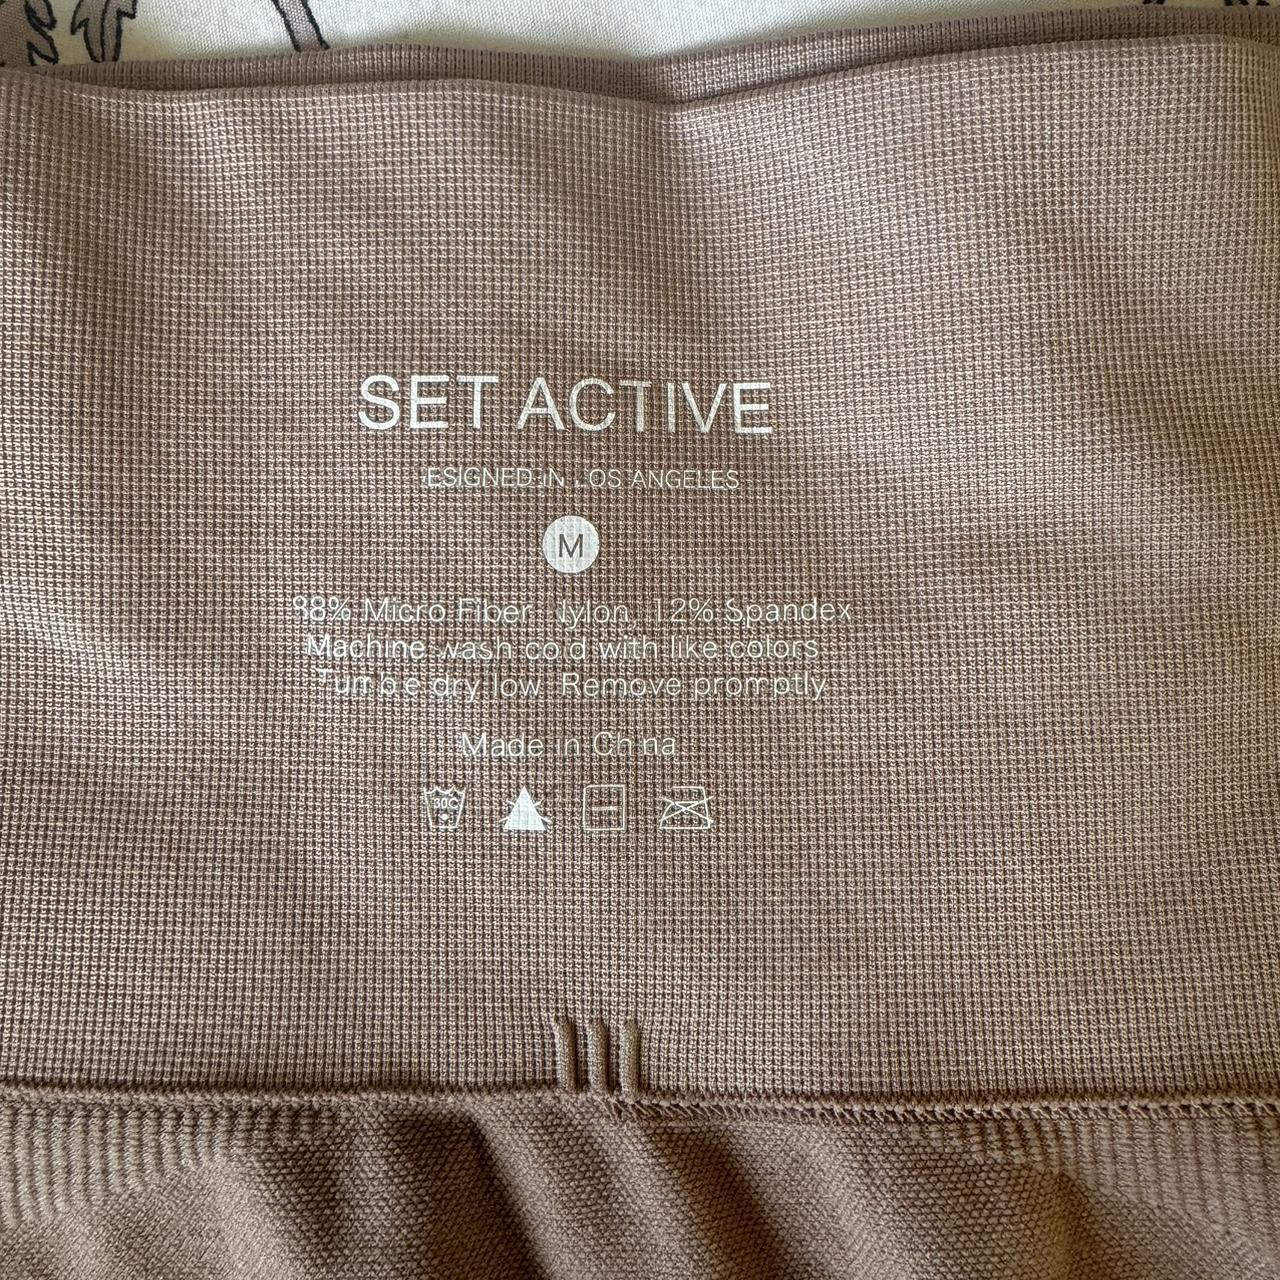 SET ACTIVE
DESIGNED IN LOS ANGELES
M
88% Micro Fiber Nylon, 12% Spandex
Machine wash cold with like colors
Tumble dry low Remove promptly
Made in China
30C